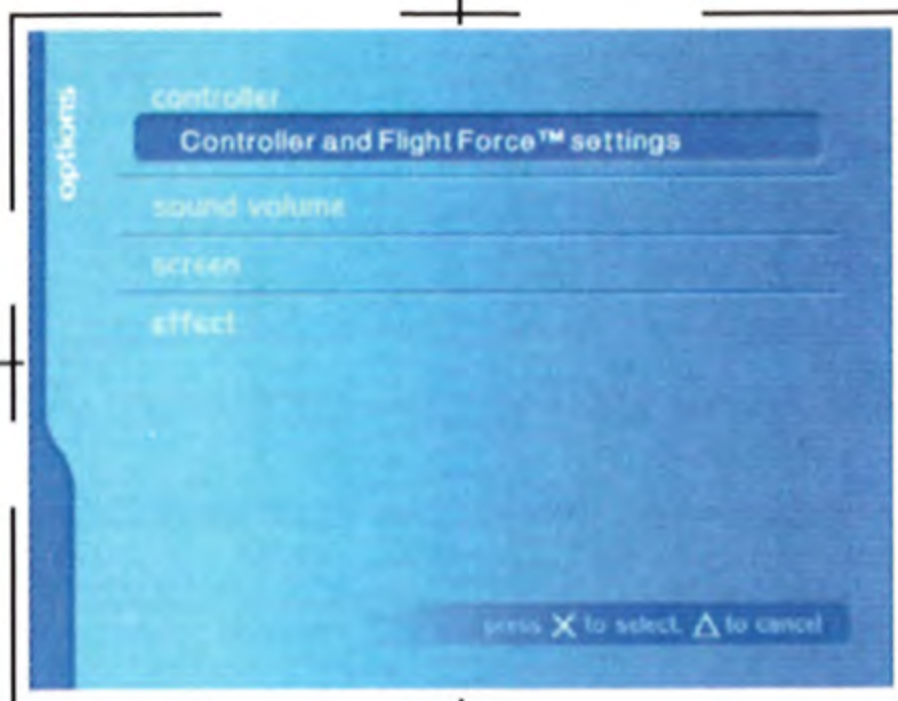 options
controller
Controller and Flight Force™ settings
sound volume
screen
effect
press X to select, △ to cancel